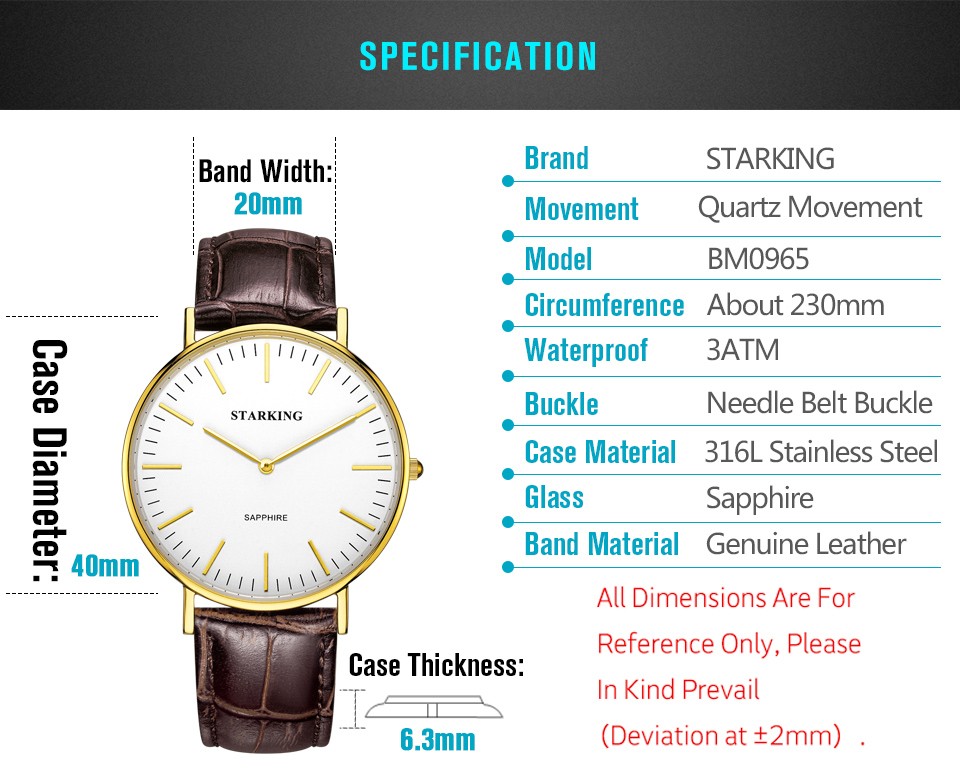 SPECIFICATION
Band Width:
20mm
Case Diameter:
40mm
STARKING
SAPPHIRE
Case Thickness:
6.3mm
Brand STARKING
Movement Quartz Movement
Model BM0965
Circumference About 230mm
Waterproof 3ATM
Buckle Needle Belt Buckle
Case Material 316L Stainless Steel
Glass Sapphire
Band Material Genuine Leather
All Dimensions Are For
Reference Only, Please
In Kind Prevail
(Deviation at ±2mm) .